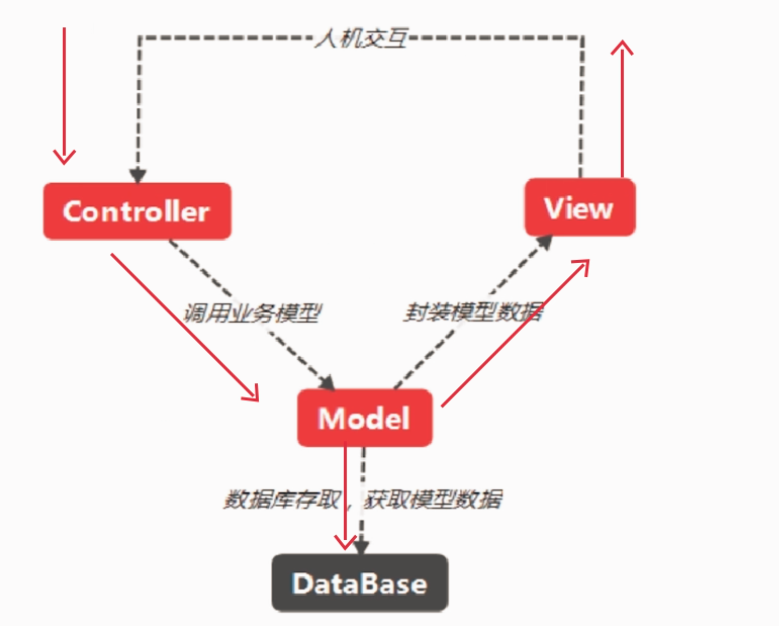 人机交互
Controller
View
调用业务模型
封装模型数据
Model
数据库存取，获取模型数据
DataBase